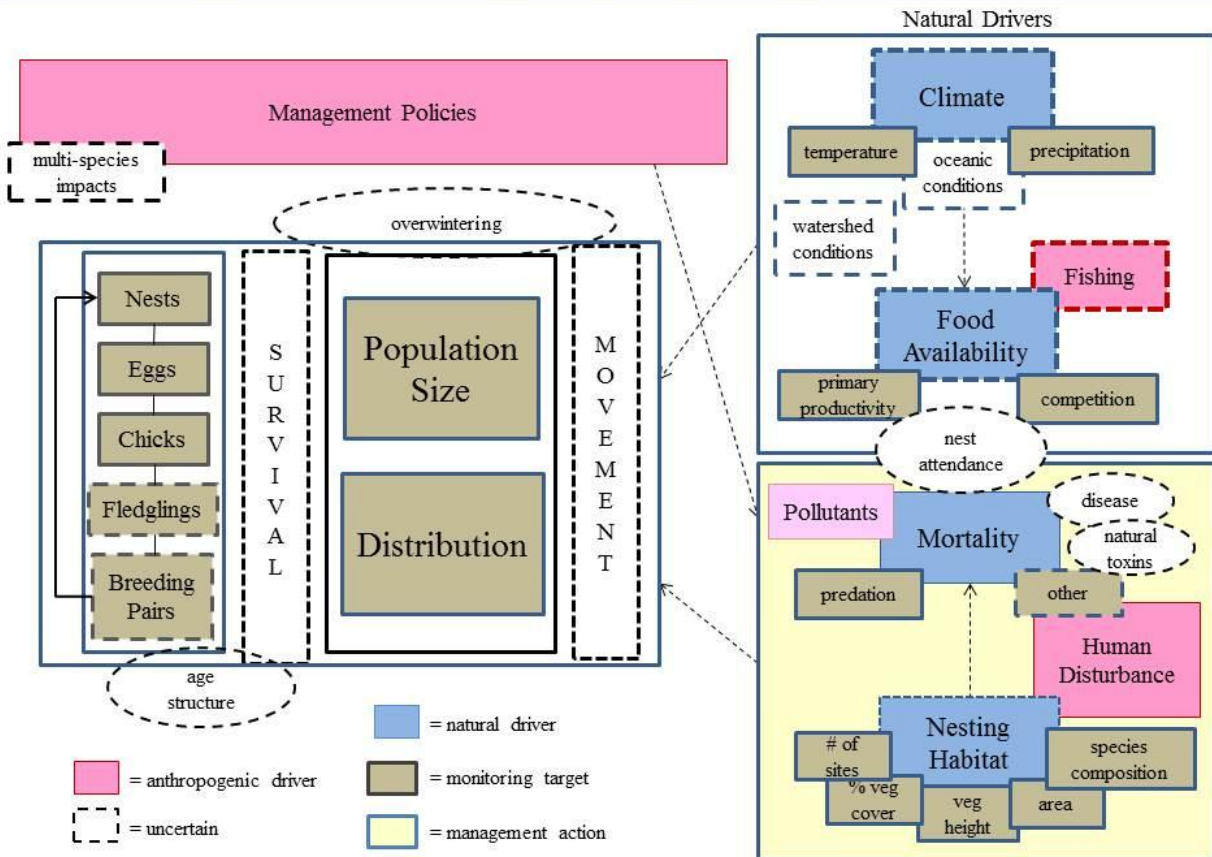 Natural Drivers
Management Policies
multi-species
impacts
Climate
temperature
precipitation
oceanic
conditions
watershed
conditions
Fishing
Food
Availability
primary
productivity
competition
overwintering
Nests
Eggs
Chicks
Fledglings
Breeding
Pairs
age
structure
S
U
R
V
I
V
A
L
Population
Size
Distribution
M
O
V
E
M
E
N
T
nest
attendance
Pollutants
Mortality
disease
natural
toxins
predation
other
Human
Disturbance
Nesting
Habitat
# of
sites
% veg
cover
veg
height
area
species
composition
= natural driver
= anthropogenic driver
= monitoring target
= uncertain
= management action